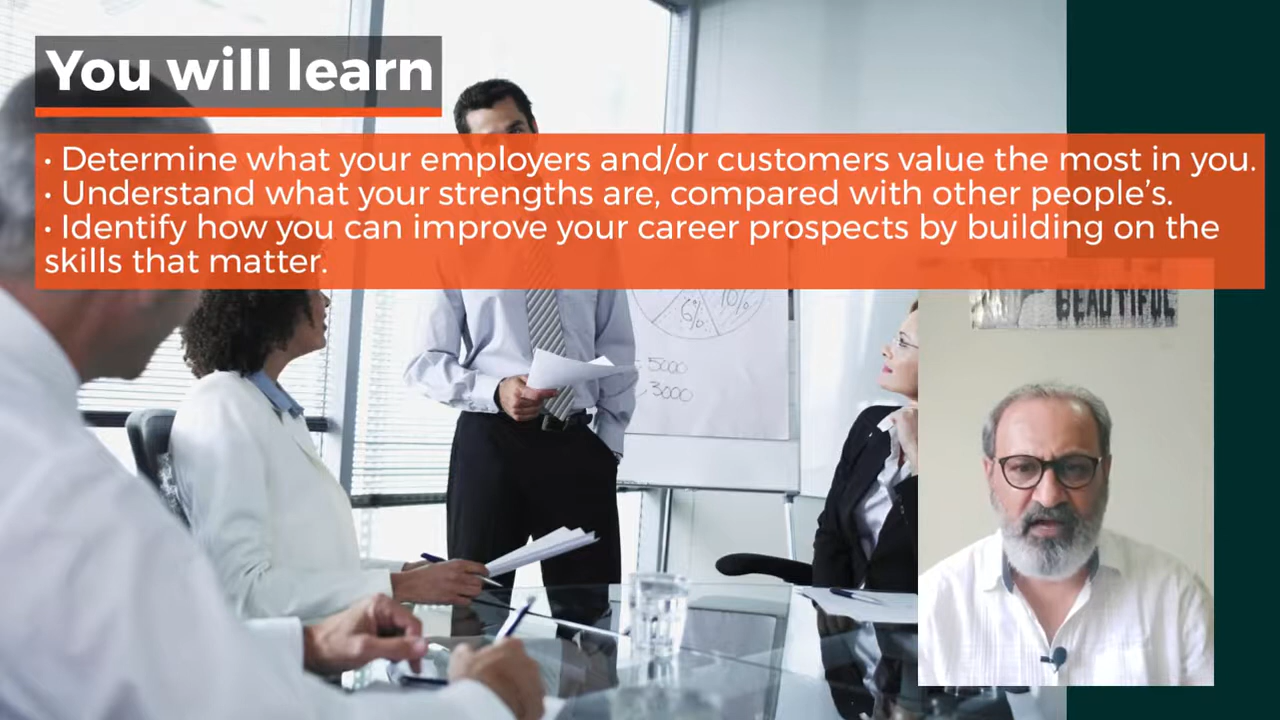 You will learn
• Determine what your employers and/or customers value the most in you.
• Understand what your strengths are, compared with other people’s.
• Identify how you can improve your career prospects by building on the
skills that matter.
6% 10%
5000
3000
BEAUTIFUL